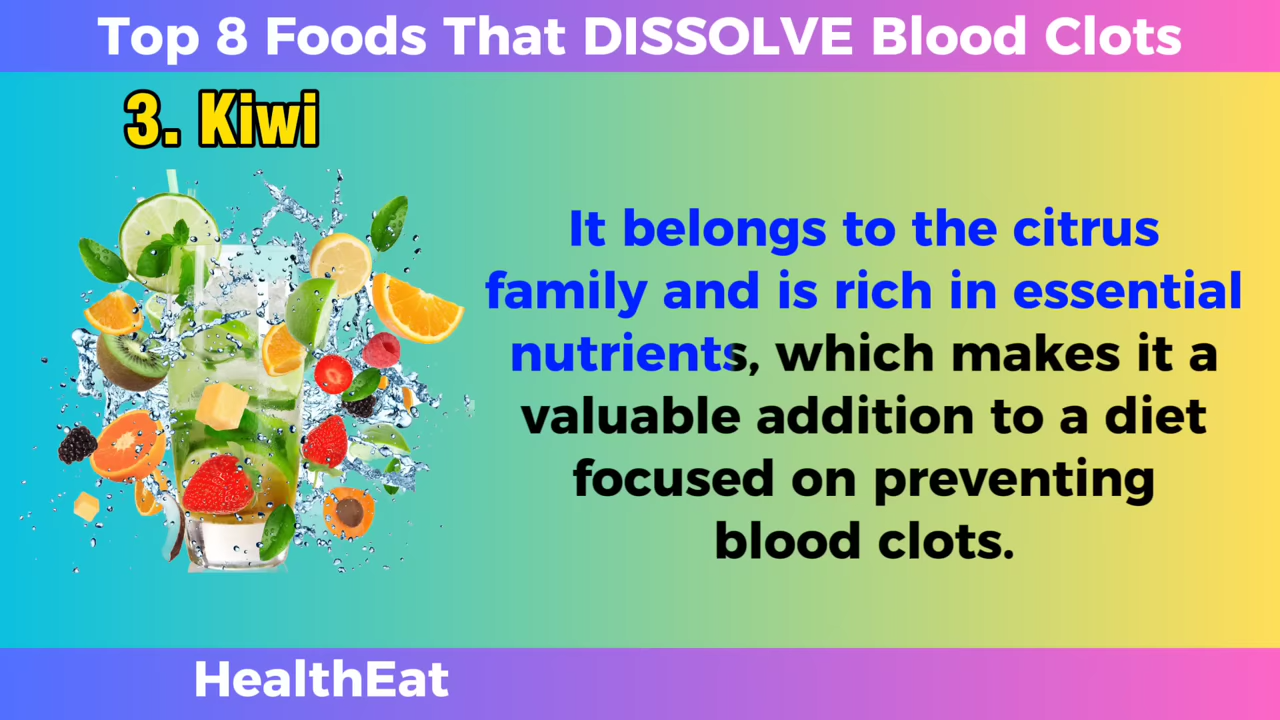 Top 8 Foods That DISSOLVE Blood Clots
3. Kiwi
It belongs to the citrus
family and is rich in essential
nutrients, which makes it a
valuable addition to a diet
focused on preventing
blood clots.
HealthEat